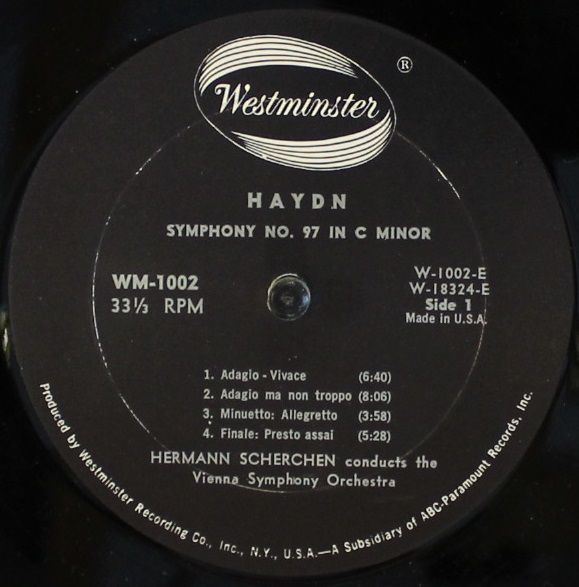 Westminster ®
HAYDN
SYMPHONY NO. 97 IN C MINOR
WM-1002
33⅓ RPM
W-1002-E
W-18324-E
Side 1
Made in U.S.A.
1. Adagio - Vivace (6:40)
2. Adagio ma non troppo (8:06)
3. Minuetto: Allegretto (3:58)
4. Finale: Presto assai (5:28)
HERMANN SCHERCHEN conducts the
Vienna Symphony Orchestra
Produced by Westminster Recording Co., Inc., N.Y., U.S.A.—A Subsidiary of ABC-Paramount Records, Inc.